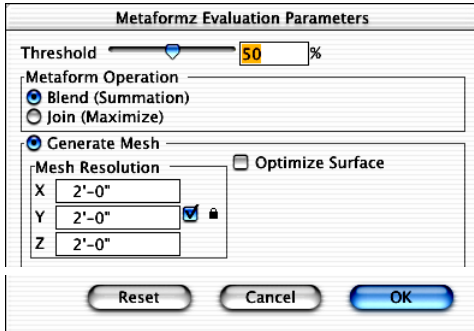 Metaformz Evaluation Parameters
Threshold 50 %
Metaform Operation
Blend (Summation)
Join (Maximize)
Generate Mesh
Mesh Resolution Optimize Surface
X 2'-0"
Y 2'-0"
Z 2'-0"
Reset Cancel OK